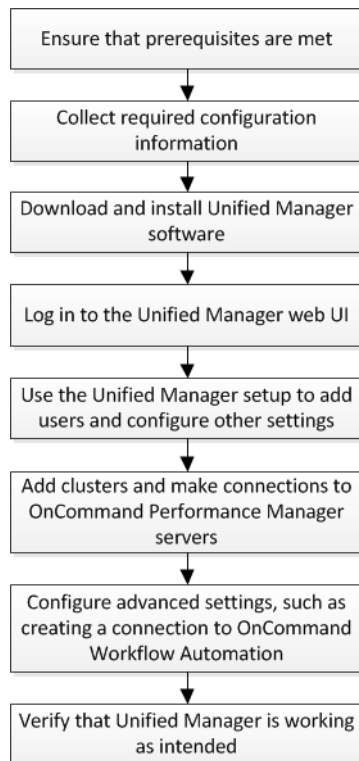 Ensure that prerequisites are met
Collect required configuration
information
Download and install Unified Manager
software
Log in to the Unified Manager web UI
Use the Unified Manager setup to add
users and configure other settings
Add clusters and make connections to
OnCommand Performance Manager
servers
Configure advanced settings, such as
creating a connection to OnCommand
Workflow Automation
Verify that Unified Manager is working
as intended